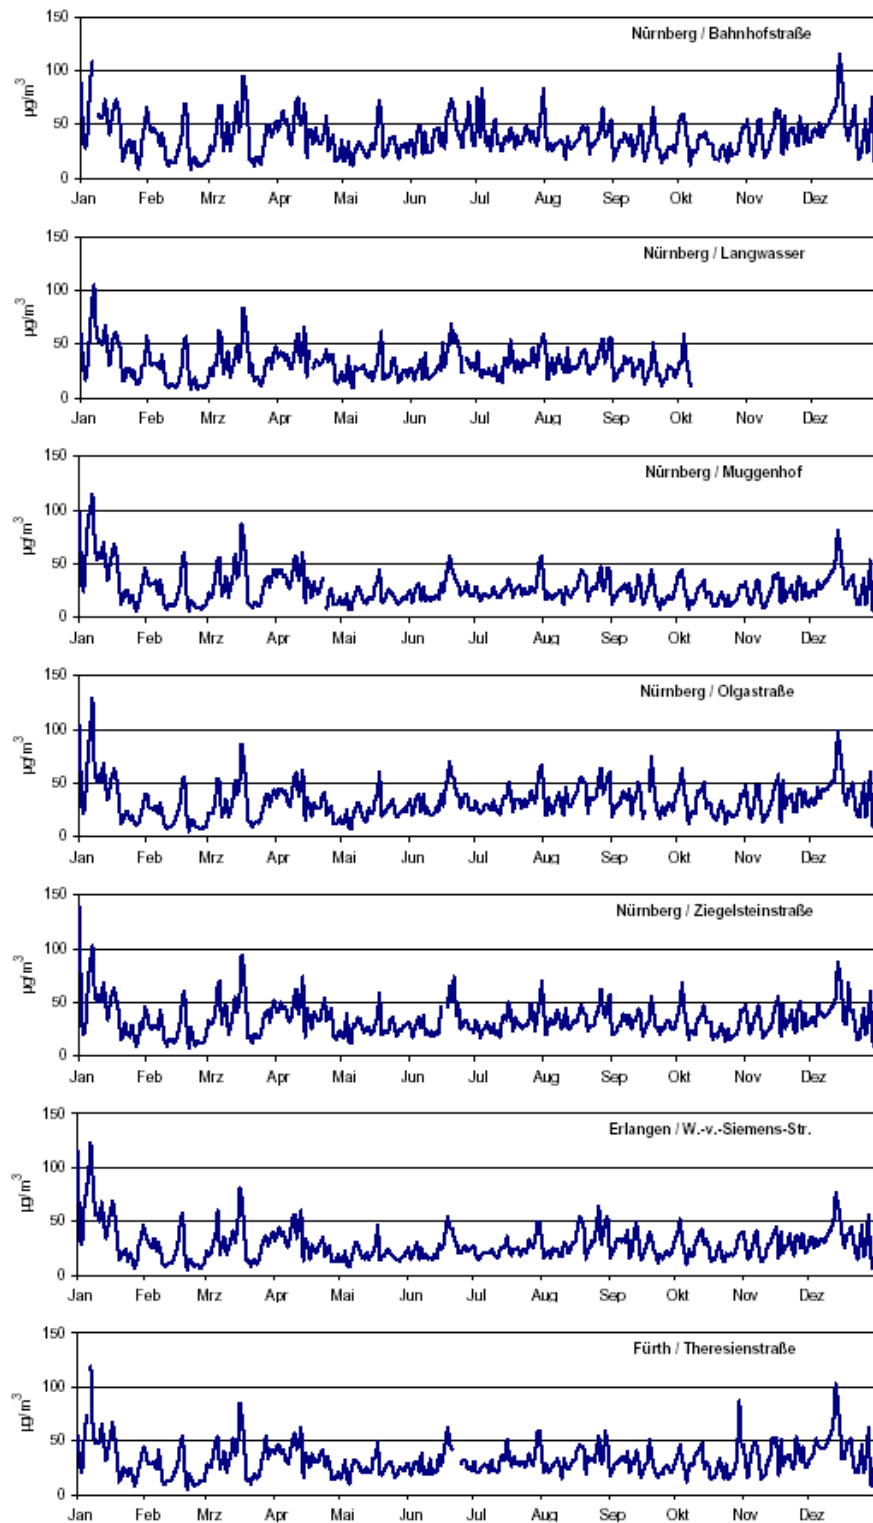 150
Nürnberg / Bahnhofstraße
100
µg/m³
50
0
Jan Feb Mrz Apr Mai Jun Jul Aug Sep Okt Nov Dez
150
Nürnberg / Langwasser
100
µg/m³
50
0
Jan Feb Mrz Apr Mai Jun Jul Aug Sep Okt Nov Dez
150
Nürnberg / Muggenhof
100
µg/m³
50
0
Jan Feb Mrz Apr Mai Jun Jul Aug Sep Okt Nov Dez
150
Nürnberg / Olgastraße
100
µg/m³
50
0
Jan Feb Mrz Apr Mai Jun Jul Aug Sep Okt Nov Dez
150
Nürnberg / Ziegelsteinstraße
100
µg/m³
50
0
Jan Feb Mrz Apr Mai Jun Jul Aug Sep Okt Nov Dez
150
Erlangen / W.-v.-Siemens-Str.
100
µg/m³
50
0
Jan Feb Mrz Apr Mai Jun Jul Aug Sep Okt Nov Dez
150
Fürth / Theresienstraße
100
µg/m³
50
0
Jan Feb Mrz Apr Mai Jun Jul Aug Sep Okt Nov Dez